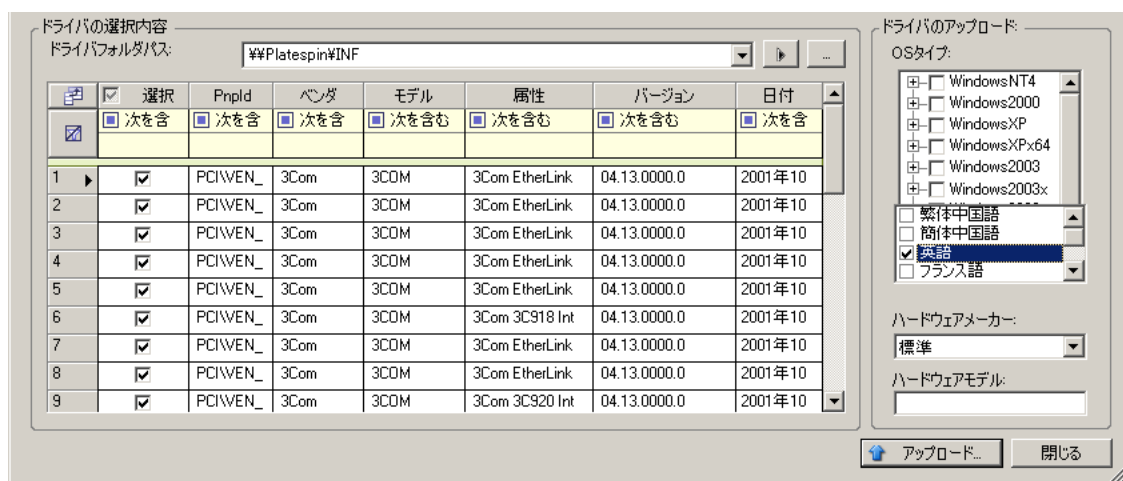 ドライバの選択内容
ドライバフォルダパス: ¥¥Platespin¥INF ...
選択 PnpId ベンダ モデル 属性 バージョン 日付
次を含 次を含 次を含 次を含む 次を含む 次を含む 次を含
1 PCI\VEN_ 3Com 3COM 3Com EtherLink 04.13.0000.0 2001年10
2 PCI\VEN_ 3Com 3COM 3Com EtherLink 04.13.0000.0 2001年10
3 PCI\VEN_ 3Com 3COM 3Com EtherLink 04.13.0000.0 2001年10
4 PCI\VEN_ 3Com 3COM 3Com EtherLink 04.13.0000.0 2001年10
5 PCI\VEN_ 3Com 3COM 3Com EtherLink 04.13.0000.0 2001年10
6 PCI\VEN_ 3Com 3COM 3Com 3C918 Int 04.13.0000.0 2001年10
7 PCI\VEN_ 3Com 3COM 3Com EtherLink 04.13.0000.0 2001年10
8 PCI\VEN_ 3Com 3COM 3Com EtherLink 04.13.0000.0 2001年10
9 PCI\VEN_ 3Com 3COM 3Com 3C920 Int 04.13.0000.0 2001年10
ドライバのアップロード:
OSタイプ:
WindowsNT4
Windows2000
WindowsXP
WindowsXPx64
Windows2003
Windows2003x
繁体中国語
簡体中国語
英語
フランス語
ハードウェアメーカー:
標準
ハードウェアモデル:
アップロード... 閉じる